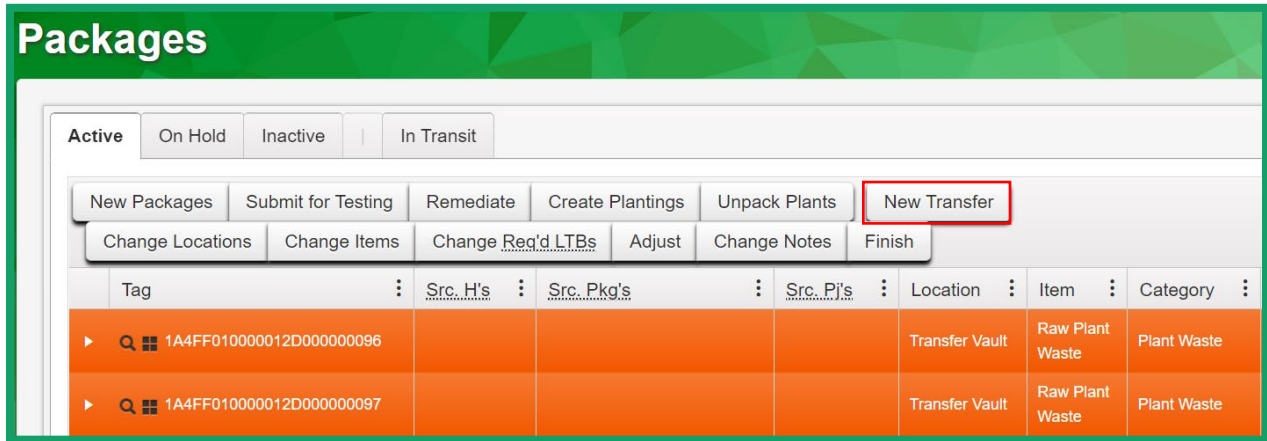 Packages
Active On Hold Inactive | In Transit
New Packages Submit for Testing Remediate Create Plantings Unpack Plants New Transfer
Change Locations Change Items Change Req'd LTBs Adjust Change Notes Finish
Tag Src. H's Src. Pkg's Src. Pj's Location Item Category
1A4FF010000012D000000096 Transfer Vault Raw Plant Waste Plant Waste
1A4FF010000012D000000097 Transfer Vault Raw Plant Waste Plant Waste